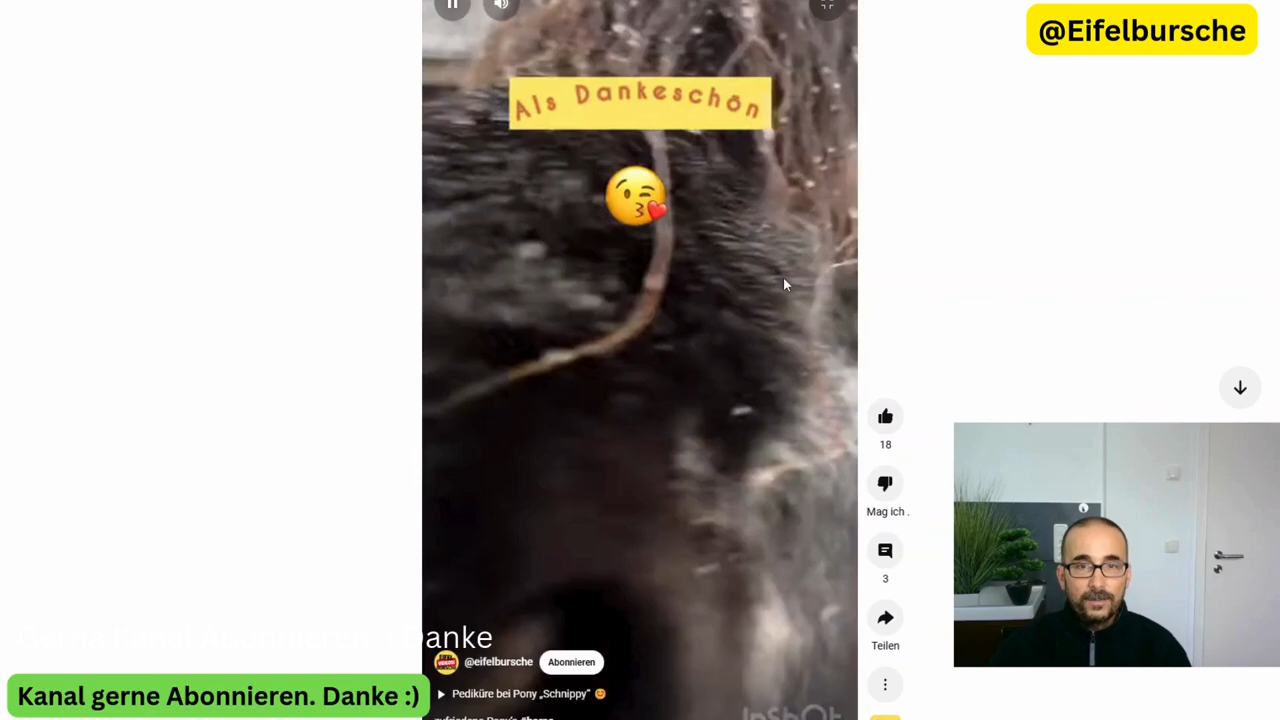 @Eifelbursche
Als Dankeschön
18
Mag ich .
3
Teilen
Danke
@eifelbursche
Abonnieren
Kanal gerne Abonnieren. Danke :)
Pediküre bei Pony „Schnippy“ 😊
InShOt